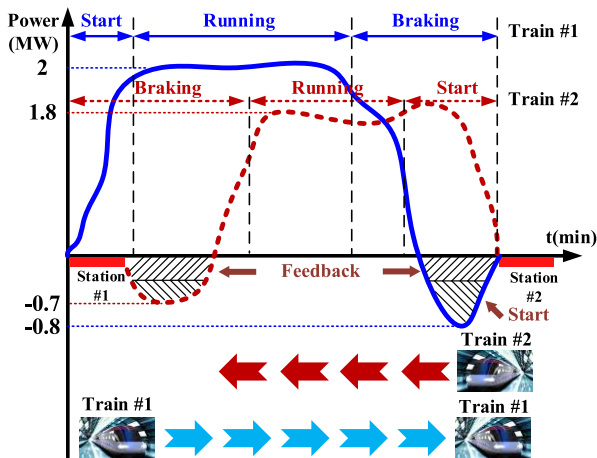 Power
(MW)
Start
Running
Braking
Train #1
2
Braking
Running
Start
Train #2
1.8
t(min)
Station
#1
Feedback
Station
#2
-0.7
Start
-0.8
Train #2
Train #1
Train #1